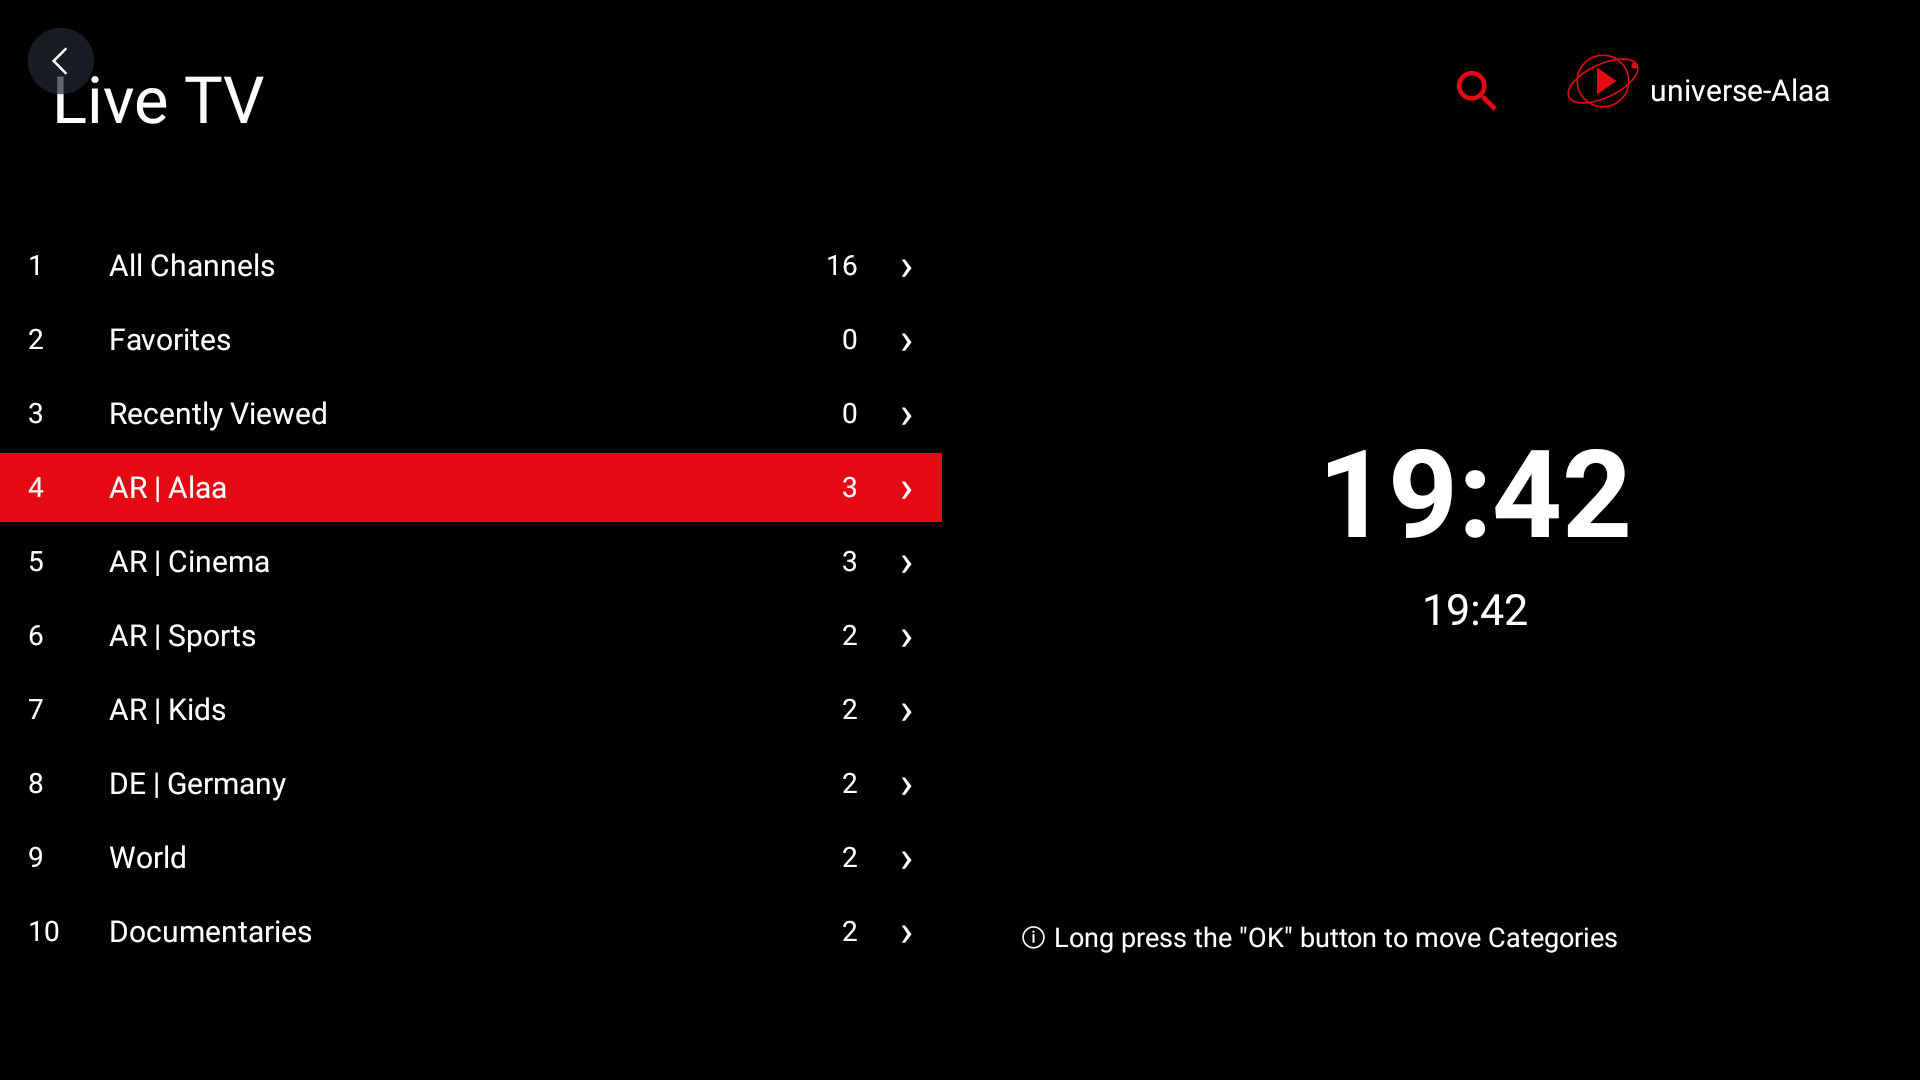 Live TV
universe-Alaa
1 All Channels 16
2 Favorites 0
3 Recently Viewed 0
4 AR | Alaa 3
5 AR | Cinema 3
6 AR | Sports 2
7 AR | Kids 2
8 DE | Germany 2
9 World 2
10 Documentaries 2
19:42
19:42
Long press the "OK" button to move Categories